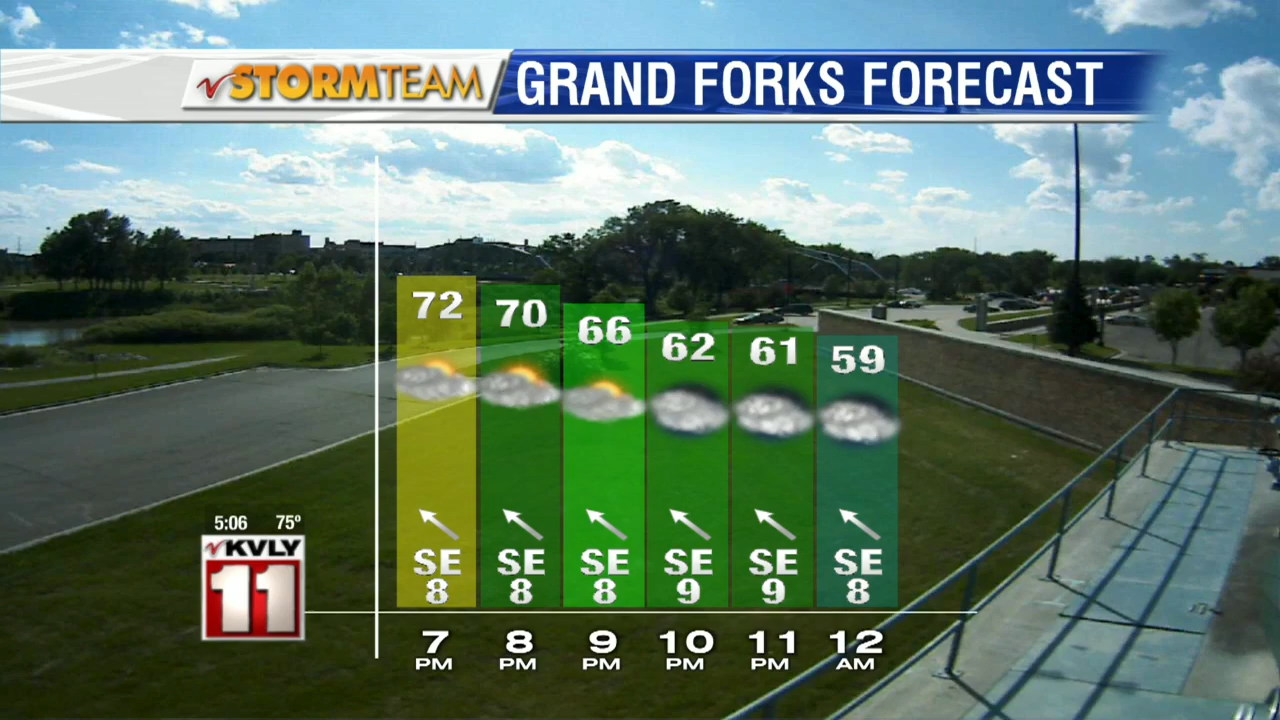 STORMTEAM GRAND FORKS FORECAST
72 70 66 62 61 59
SE SE SE SE SE SE
8 8 8 9 9 8
5:06 75º
KVLY
11
7 8 9 10 11 12
PM PM PM PM PM AM